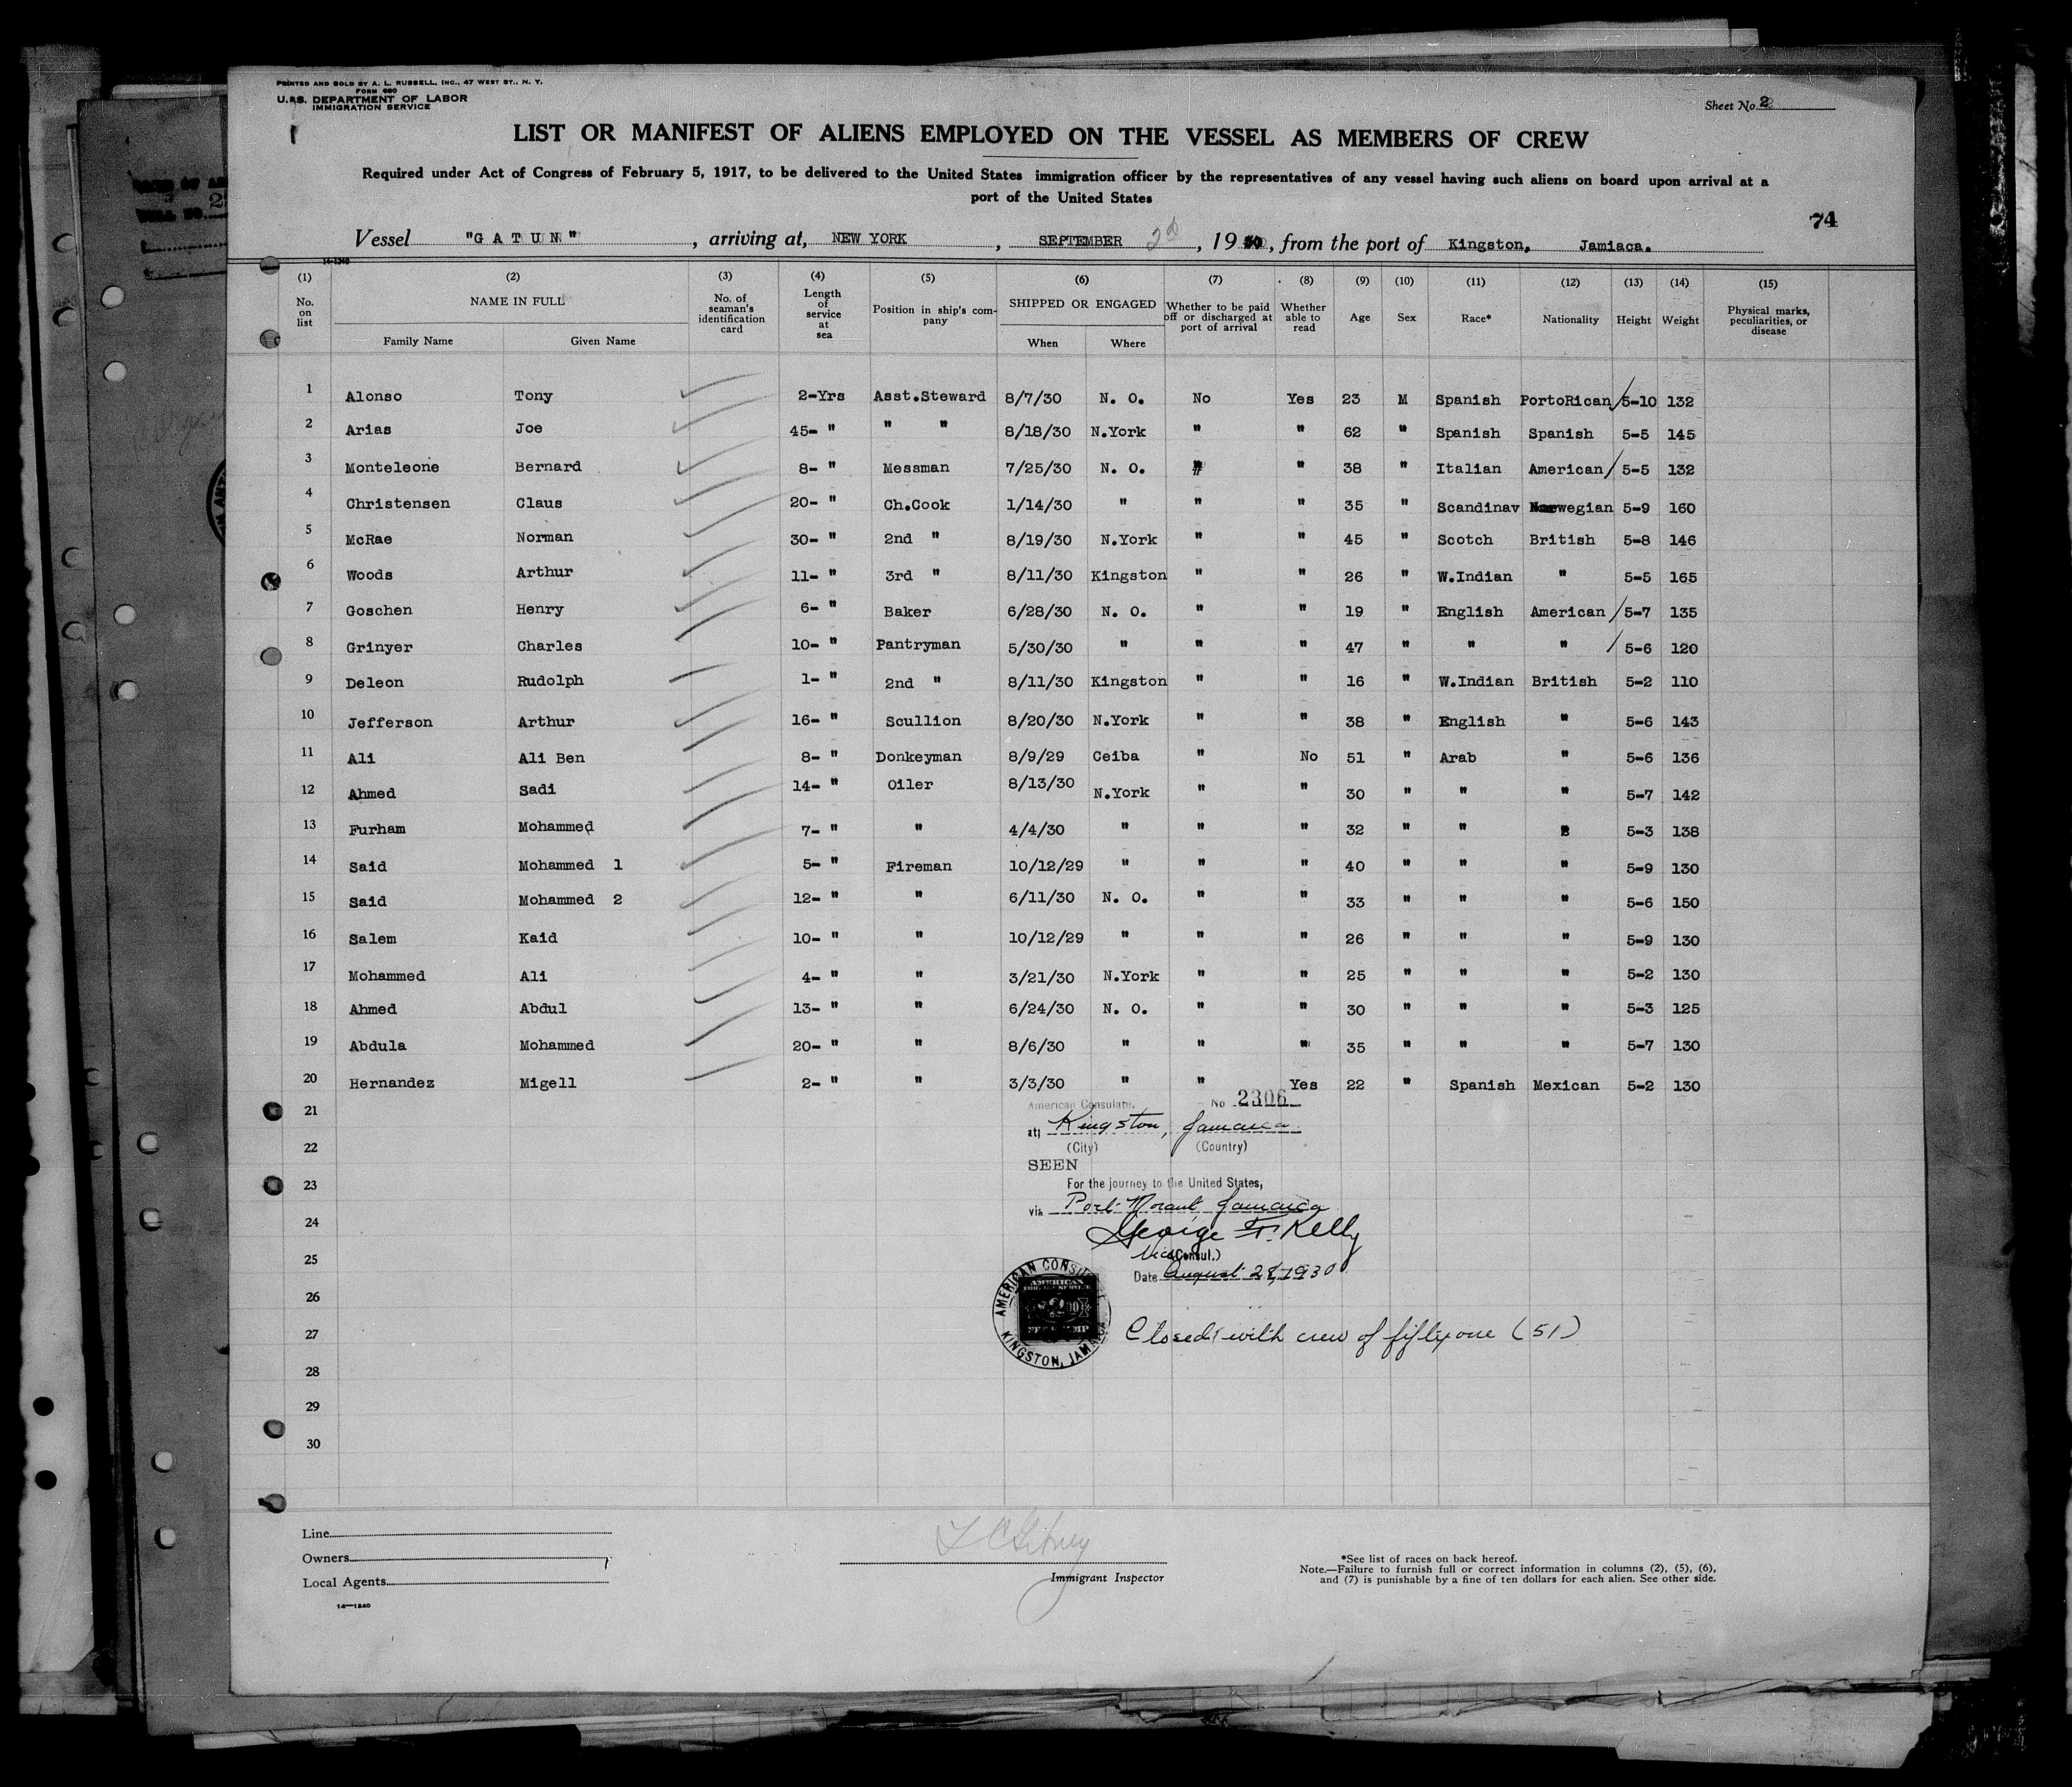 PRINTED AND SOLD BY A. L. RUSSELL, INC., 47 WEST ST., N. Y.
FORM 680
U. S. DEPARTMENT OF LABOR
IMMIGRATION SERVICE
Sheet No. 2
LIST OR MANIFEST OF ALIENS EMPLOYED ON THE VESSEL AS MEMBERS OF CREW
Required under Act of Congress of February 5, 1917, to be delivered to the United States immigration officer by the representatives of any vessel having such aliens on board upon arrival at a
port of the United States
74
Vessel "G A T U N", arriving at, NEW YORK, SEPTEMBER 2d, 1930, from the port of Kingston, Jamiaca.
14-1240
(1) (2) (3) (4) (5) (6) (7) (8) (9) (10) (11) (12) (13) (14) (15)
No. on list NAME IN FULL No. of seaman's identification card Length of service at sea Position in ship's company SHIPPED OR ENGAGED Whether to be paid off or discharged at port of arrival Whether able to read Age Sex Race* Nationality Height Weight Physical marks, peculiarities, or disease
Family Name Given Name When Where
1 Alonso Tony 2-Yrs Asst.Steward 8/7/30 N. O. No Yes 23 M Spanish PortoRican 5-10 132
2 Arias Joe 45- " " " 8/18/30 N.York " " 62 " Spanish Spanish 5-5 145
3 Monteleone Bernard 8- " Messman 7/25/30 N. O. " " 38 " Italian American 5-5 132
4 Christensen Claus 20- " Ch.Cook 1/14/30 " " " 35 " Scandinav Norwegian 5-9 160
5 McRae Norman 30- " 2nd " 8/19/30 N.York " " 45 " Scotch British 5-8 146
6 Woods Arthur 11- " 3rd " 8/11/30 Kingston " " 26 " W.Indian " 5-5 165
7 Goschen Henry 6- " Baker 6/28/30 N. O. " " 19 " English American 5-7 135
8 Grinyer Charles 10- " Pantryman 5/30/30 " " " 47 " " " 5-6 120
9 Deleon Rudolph 1- " 2nd " 8/11/30 Kingston " " 16 " W.Indian British 5-2 110
10 Jefferson Arthur 16- " Scullion 8/20/30 N.York " " 38 " English " 5-6 143
11 Ali Ali Ben 8- " Donkeyman 8/9/29 Ceiba " No 51 " Arab " 5-6 136
12 Ahmed Sadi 14- " Oiler 8/13/30 N.York " " 30 " " " 5-7 142
13 Furham Mohammed 7- " " 4/4/30 " " " 32 " " " 5-3 138
14 Said Mohammed 1 5- " Fireman 10/12/29 " " " 40 " " " 5-9 130
15 Said Mohammed 2 12- " " 6/11/30 N. O. " " 33 " " " 5-6 150
16 Salem Kaid 10- " " 10/12/29 " " " 26 " " " 5-9 130
17 Mohammed Ali 4- " " 3/21/30 N.York " " 25 " " " 5-2 130
18 Ahmed Abdul 13- " " 6/24/30 N. O. " " 30 " " " 5-3 125
19 Abdula Mohammed 20- " " 8/6/30 " " " 35 " " " 5-7 130
20 Hernandez Migell 2- " " 3/3/30 " " Yes 22 " Spanish Mexican 5-2 130
21 American Consulate, No 2306
at Kingston, Jamaica
22 (City) (Country)
SEEN
23 For the journey to the United States,
via Port Morant, Jamaica
24 George F. Kelly
25 Vice (Consul.)
Date August 28, 1930
AMERICAN CONSULATE KINGSTON, JAMAICA
AMERICAN FOREIGN SERVICE
FEE STAMP
26
27 Closed with crew of fifty one (51)
28
29
30
Line
Owners
Local Agents
14-1240
Immigrant Inspector
*See list of races on back hereof.
Note.—Failure to furnish full or correct information in columns (2), (5), (6),
and (7) is punishable by a fine of ten dollars for each alien. See other side.